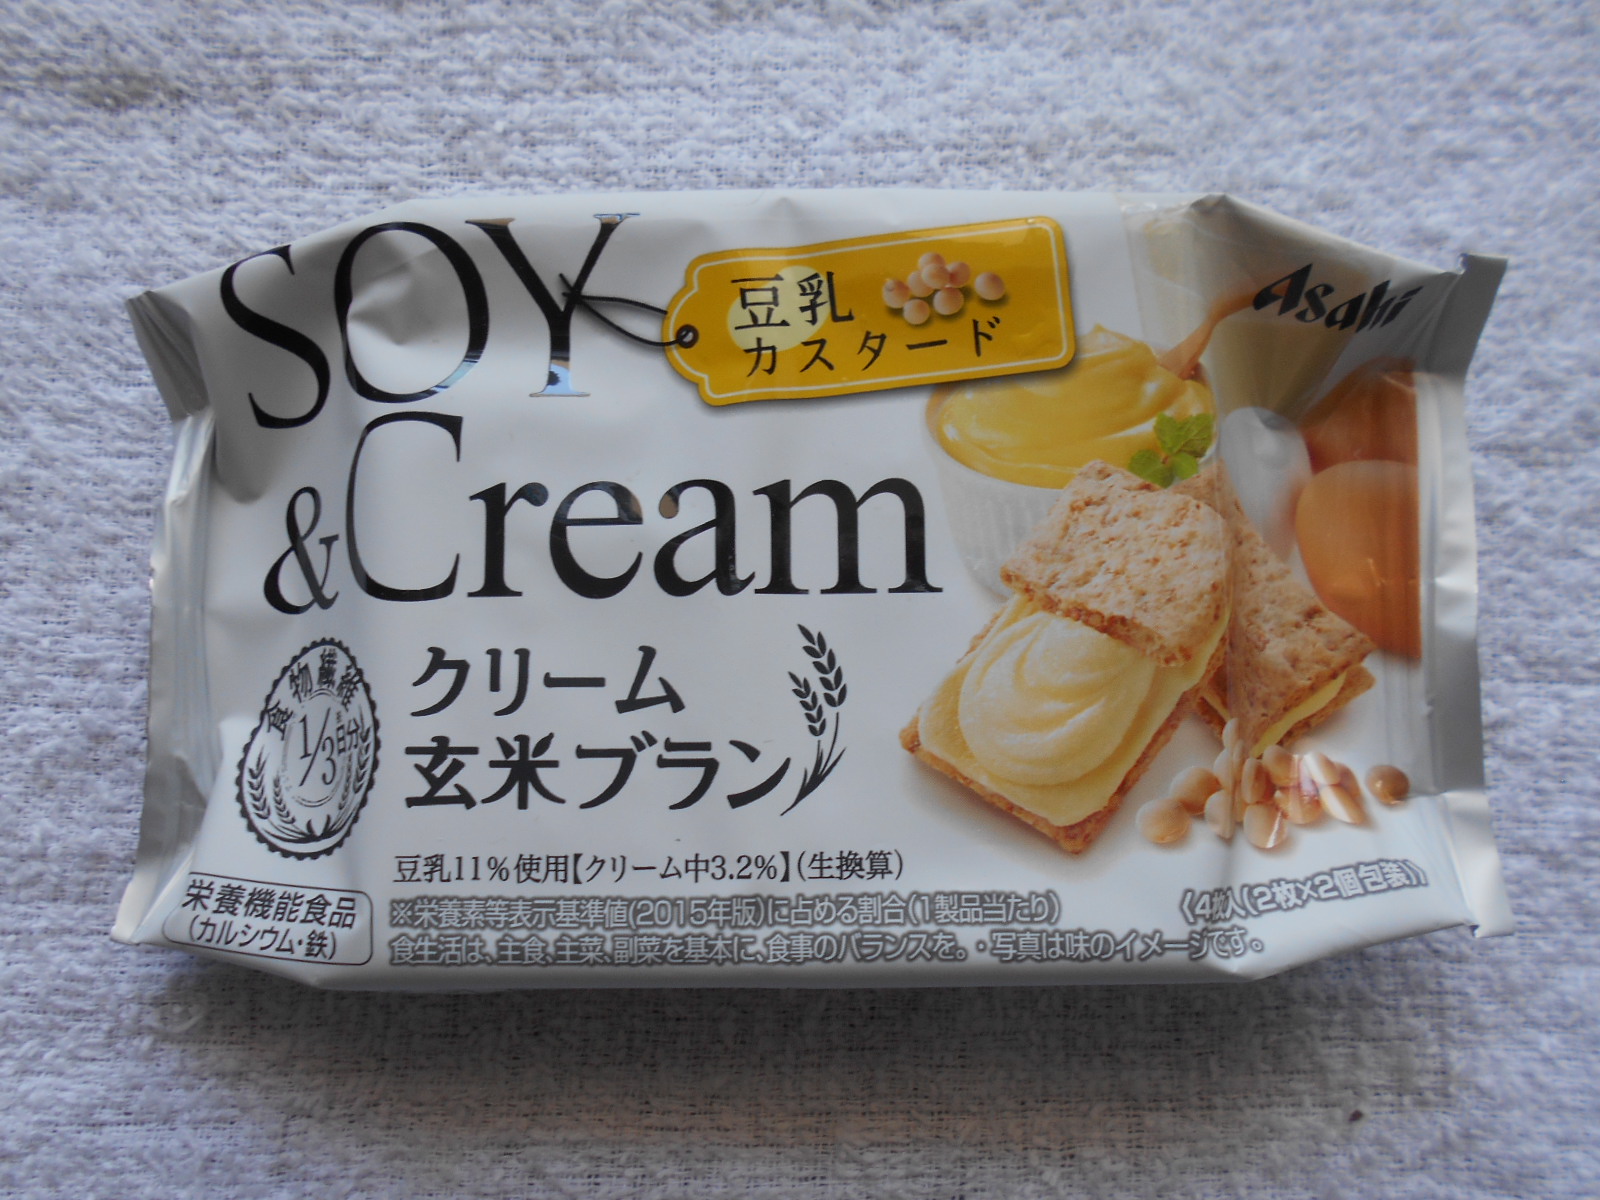 SOY
豆乳
カスタード
Asahi
&Cream
食物繊維
1/3日分※
クリーム
玄米ブラン
豆乳11%使用【クリーム中3.2%】(生換算)
栄養機能食品
(カルシウム・鉄)
※栄養素等表示基準値(2015年版)に占める割合(1製品当たり)
《4枚入(2枚×2個包装)》
食生活は、主食、主菜、副菜を基本に、食事のバランスを。・写真は味のイメージです。